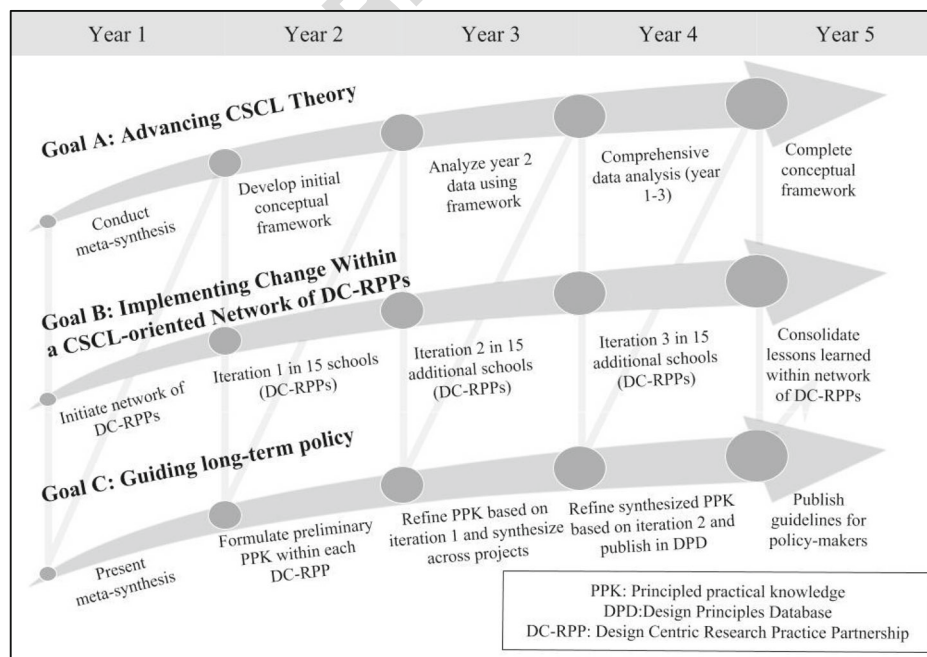 Year 1
Year 2
Year 3
Year 4
Year 5
Goal A: Advancing CSCL Theory
Conduct
meta-synthesis
Develop initial
conceptual
framework
Analyze year 2
data using
framework
Comprehensive
data analysis (year
1-3)
Complete
conceptual
framework
Goal B: Implementing Change Within
a CSCL-oriented Network of DC-RPPs
Initiate network of
DC-RPPs
Iteration 1 in 15 schools
(DC-RPPs)
Iteration 2 in 15
additional schools
(DC-RPPs)
Iteration 3 in 15
additional schools
(DC-RPPs)
Consolidate
lessons learned
within network
of DC-RPPs
Goal C: Guiding long-term policy
Present
meta-synthesis
Formulate preliminary
PPK within each
DC-RPP
Refine PPK based on
iteration 1 and synthesize
across projects
Refine synthesized PPK
based on iteration 2 and
publish in DPD
Publish
guidelines for
policy-makers
PPK: Principled practical knowledge
DPD:Design Principles Database
DC-RPP: Design Centric Research Practice Partnership